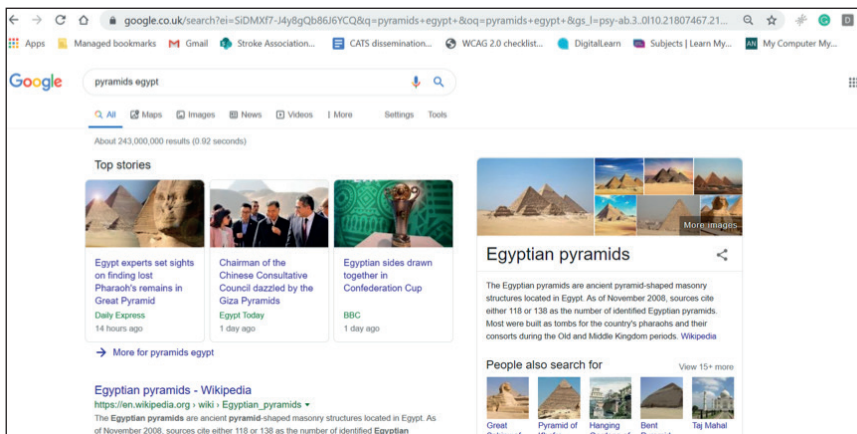 google.co.uk/search?ei=SiDMXf7-J4y8gQb86J6YCQ&q=pyramids+egypt+&oq=pyramids+egypt+&gs_l=psy-ab.3..0l10.21807467.21...
Apps Managed bookmarks Gmail Stroke Association... CATS dissemination... WCAG 2.0 checklist... DigitalLearn Subjects | Learn My... AN My Computer My...
Google pyramids egypt
All Maps Images News Videos More Settings Tools
About 243,000,000 results (0.92 seconds)
Top stories
Egypt experts set sights
on finding lost
Pharaoh's remains in
Great Pyramid
Daily Express
14 hours ago
Chairman of the
Chinese Consultative
Council dazzled by the
Giza Pyramids
Egypt Today
1 day ago
Egyptian sides drawn
together in
Confederation Cup
BBC
1 day ago
More for pyramids egypt
Egyptian pyramids - Wikipedia
https://en.wikipedia.org › wiki › Egyptian_pyramids
The Egyptian pyramids are ancient pyramid-shaped masonry structures located in Egypt. As
of November 2008, sources cite either 118 or 138 as the number of identified Egyptian
More images
Egyptian pyramids
The Egyptian pyramids are ancient pyramid-shaped masonry
structures located in Egypt. As of November 2008, sources cite
either 118 or 138 as the number of identified Egyptian pyramids.
Most were built as tombs for the country's pharaohs and their
consorts during the Old and Middle Kingdom periods. Wikipedia
People also search for View 15+ more
Great Pyramid of Hanging Bent Taj Mahal